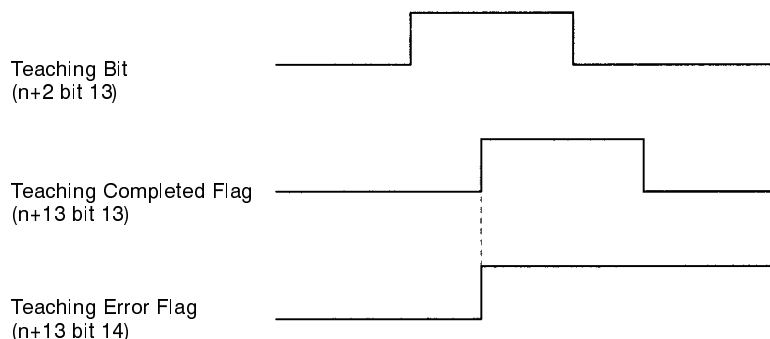 Teaching Bit
(n+2 bit 13)
Teaching Completed Flag
(n+13 bit 13)
Teaching Error Flag
(n+13 bit 14)